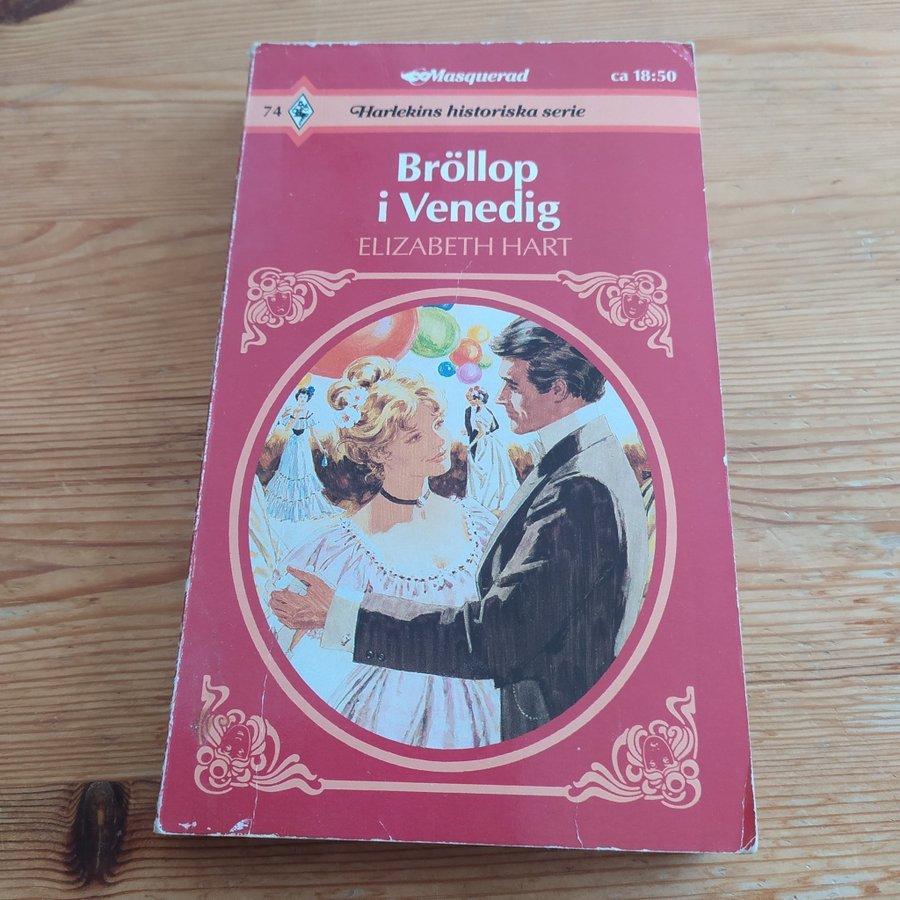 Masquerad
ca 18:50
74
Harlekins historiska serie
Bröllop
i Venedig
ELIZABETH HART